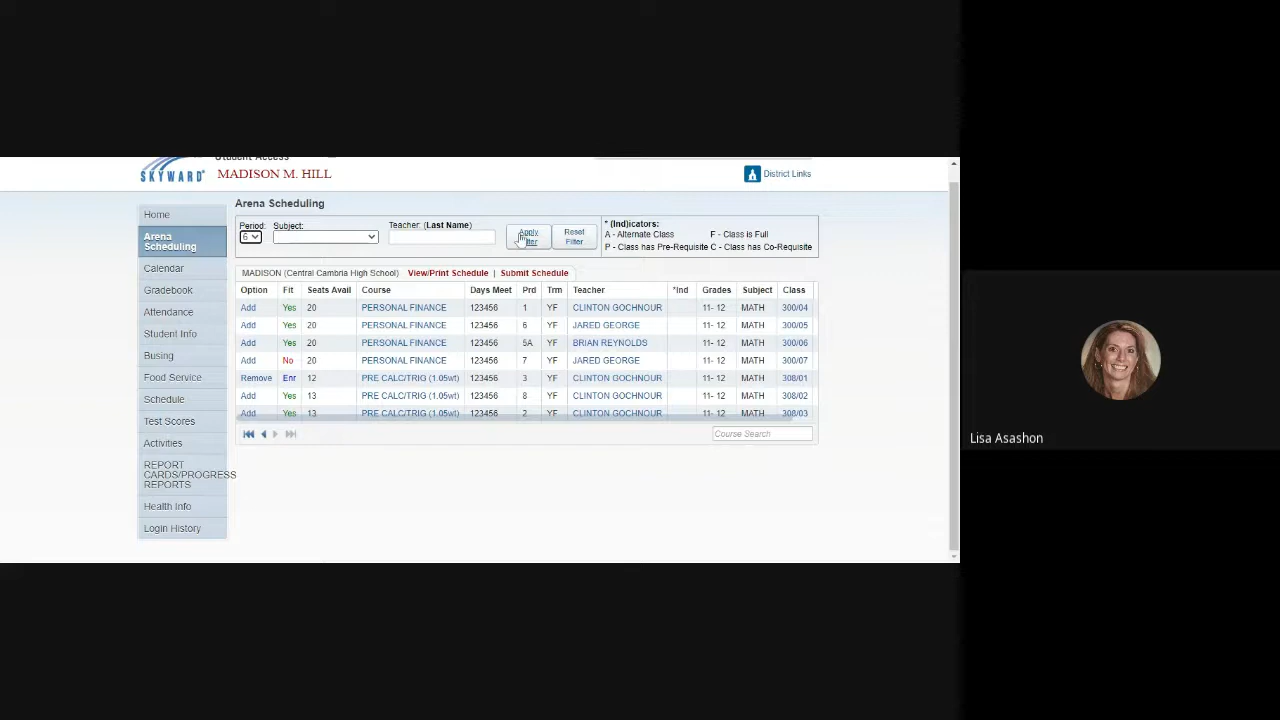 Student Access
SKYWARD® MADISON M. HILL
District Links
Home
Arena Scheduling
Calendar
Gradebook
Attendance
Student Info
Busing
Food Service
Schedule
Test Scores
Activities
REPORT CARDS/PROGRESS REPORTS
Health Info
Login History
Arena Scheduling
Period: Subject: Teacher: (Last Name)
6
Apply Filter
Reset Filter
* (Ind)icators:
A - Alternate Class F - Class is Full
P - Class has Pre-Requisite C - Class has Co-Requisite
MADISON (Central Cambria High School) View/Print Schedule | Submit Schedule
Option Fit Seats Avail Course Days Meet Prd Trm Teacher *Ind Grades Subject Class
Add Yes 20 PERSONAL FINANCE 123456 1 YF CLINTON GOCHNOUR 11- 12 MATH 300/04
Add Yes 20 PERSONAL FINANCE 123456 6 YF JARED GEORGE 11- 12 MATH 300/05
Add Yes 20 PERSONAL FINANCE 123456 5A YF BRIAN REYNOLDS 11- 12 MATH 300/06
Add No 20 PERSONAL FINANCE 123456 7 YF JARED GEORGE 11- 12 MATH 300/07
Remove Enr 12 PRE CALC/TRIG (1.05wt) 123456 3 YF CLINTON GOCHNOUR 11- 12 MATH 308/01
Add Yes 13 PRE CALC/TRIG (1.05wt) 123456 8 YF CLINTON GOCHNOUR 11- 12 MATH 308/02
Add Yes 13 PRE CALC/TRIG (1.05wt) 123456 2 YF CLINTON GOCHNOUR 11- 12 MATH 308/03
Course Search
Lisa Asashon